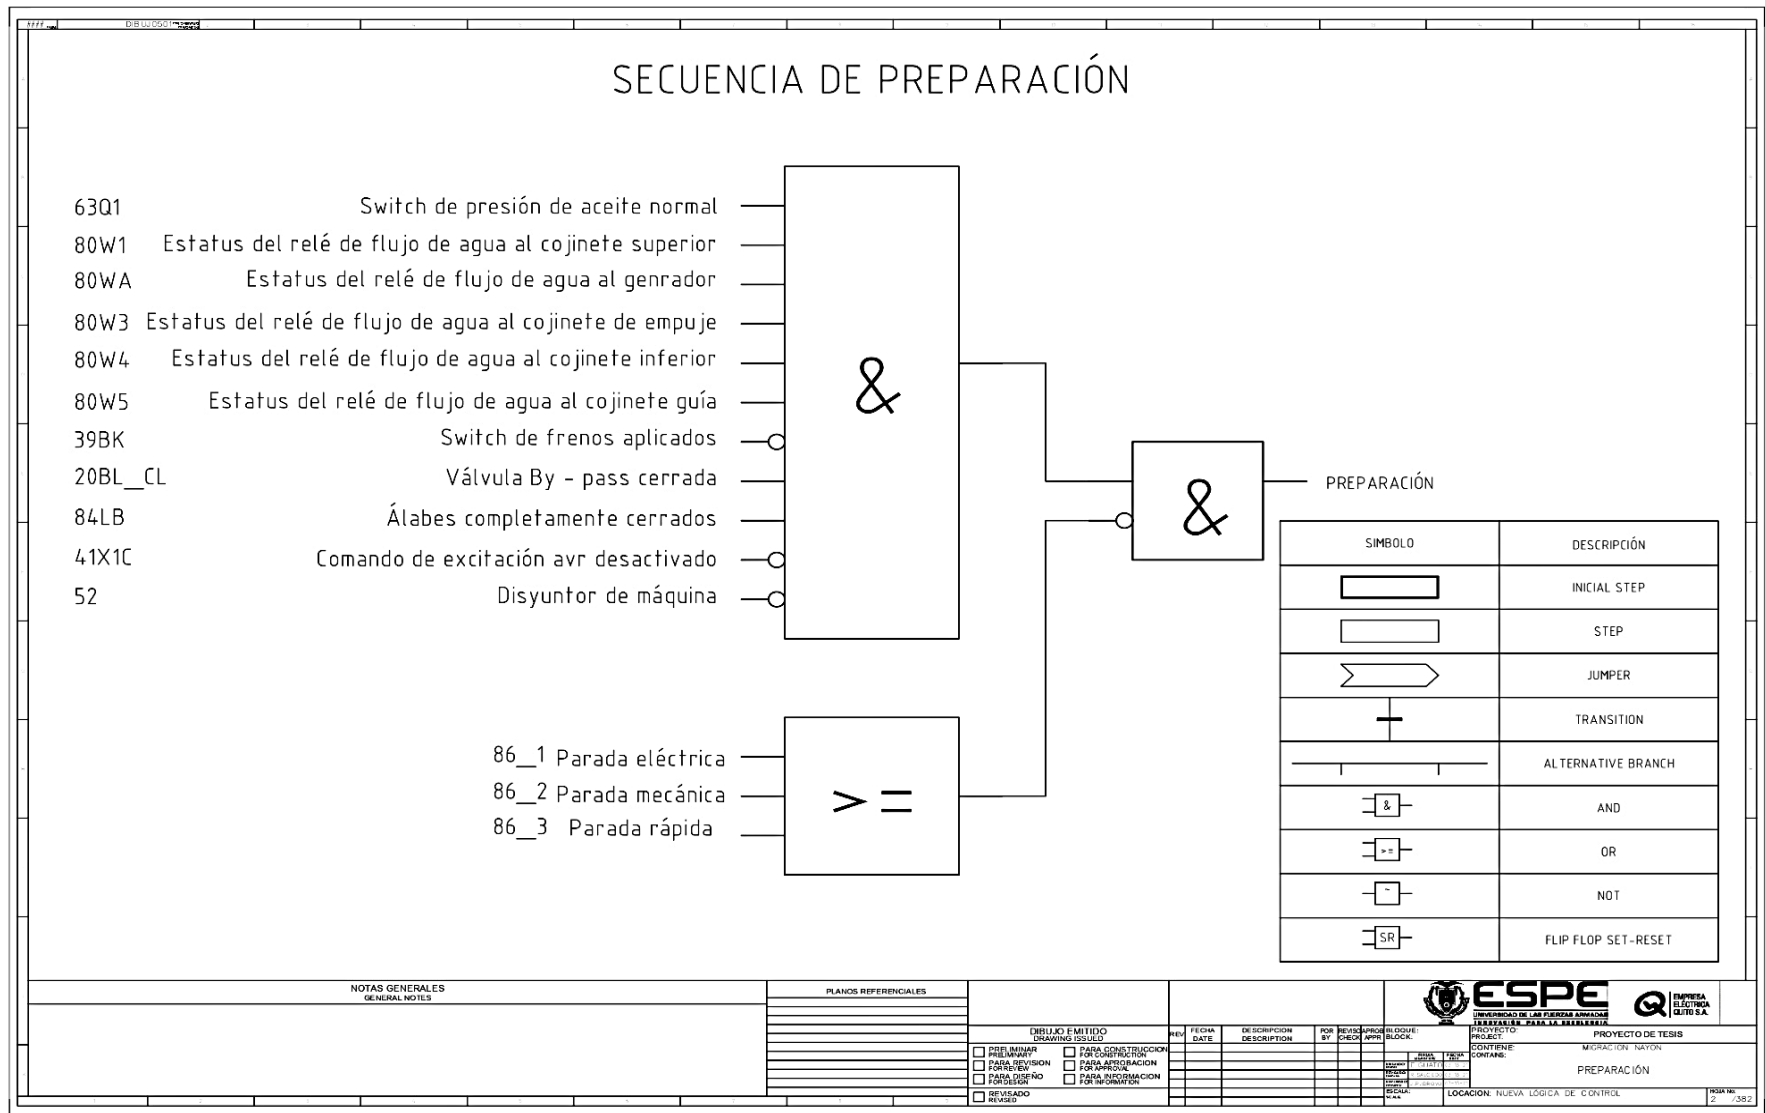 DIBUJ0501
SECUENCIA DE PREPARACIÓN
63Q1 Switch de presión de aceite normal
80W1 Estatus del relé de flujo de agua al cojinete superior
80WA Estatus del relé de flujo de agua al genrador
80W3 Estatus del relé de flujo de agua al cojinete de empuje
80W4 Estatus del relé de flujo de agua al cojinete inferior
80W5 Estatus del relé de flujo de agua al cojinete guía
39BK Switch de frenos aplicados
20BL__CL Válvula By - pass cerrada
84LB Álabes completamente cerrados
41X1C Comando de excitación avr desactivado
52 Disyuntor de máquina
&
&
PREPARACIÓN
86__1 Parada eléctrica
86__2 Parada mecánica
86__3 Parada rápida
>=
SIMBOLO DESCRIPCIÓN
INICIAL STEP
STEP
JUMPER
TRANSITION
ALTERNATIVE BRANCH
& AND
>= OR
~ NOT
SR FLIP FLOP SET-RESET
NOTAS GENERALES
GENERAL NOTES
PLANOS REFERENCIALES
DIBUJO EMITIDO
DRAWING ISSUED
PRELIMINAR
PRELIMINARY
PARA CONSTRUCCION
FOR CONSTRUCTION
PARA REVISION
FOR REVIEW
PARA APROBACION
FOR APPROVAL
PARA DISEÑO
FOR DESIGN
PARA INFORMACION
FOR INFORMATION
REVISADO
REVISED
REV
FECHA
DATE
DESCRIPCION
DESCRIPTION
POR
BY
REVISO
CHECK
APROB
APPR
BLOQUE:
BLOCK:
ESCALA:
ESPE
UNIVERSIDAD DE LAS FUERZAS ARMADAS
INNOVACIÓN PARA LA EXCELENCIA
EMPRESA
ELÉCTRICA
QUITO S.A.
PROYECTO:
PROJECT:
PROYECTO DE TESIS
CONTIENE:
CONTAINS:
MIGRACION NAYON
PREPARACIÓN
LOCACION: NUEVA LÓGICA DE CONTROL
HOJA No.
2 /382